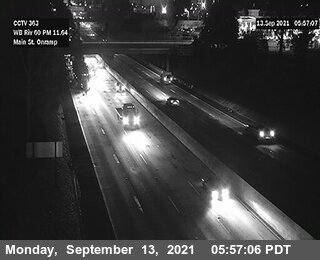 CCTV 363
WB Riv 60 PM 11.64
Main St. Onramp
13 Sep 2021 05:57:07
Monday, September 13, 2021 05:57:06 PDT